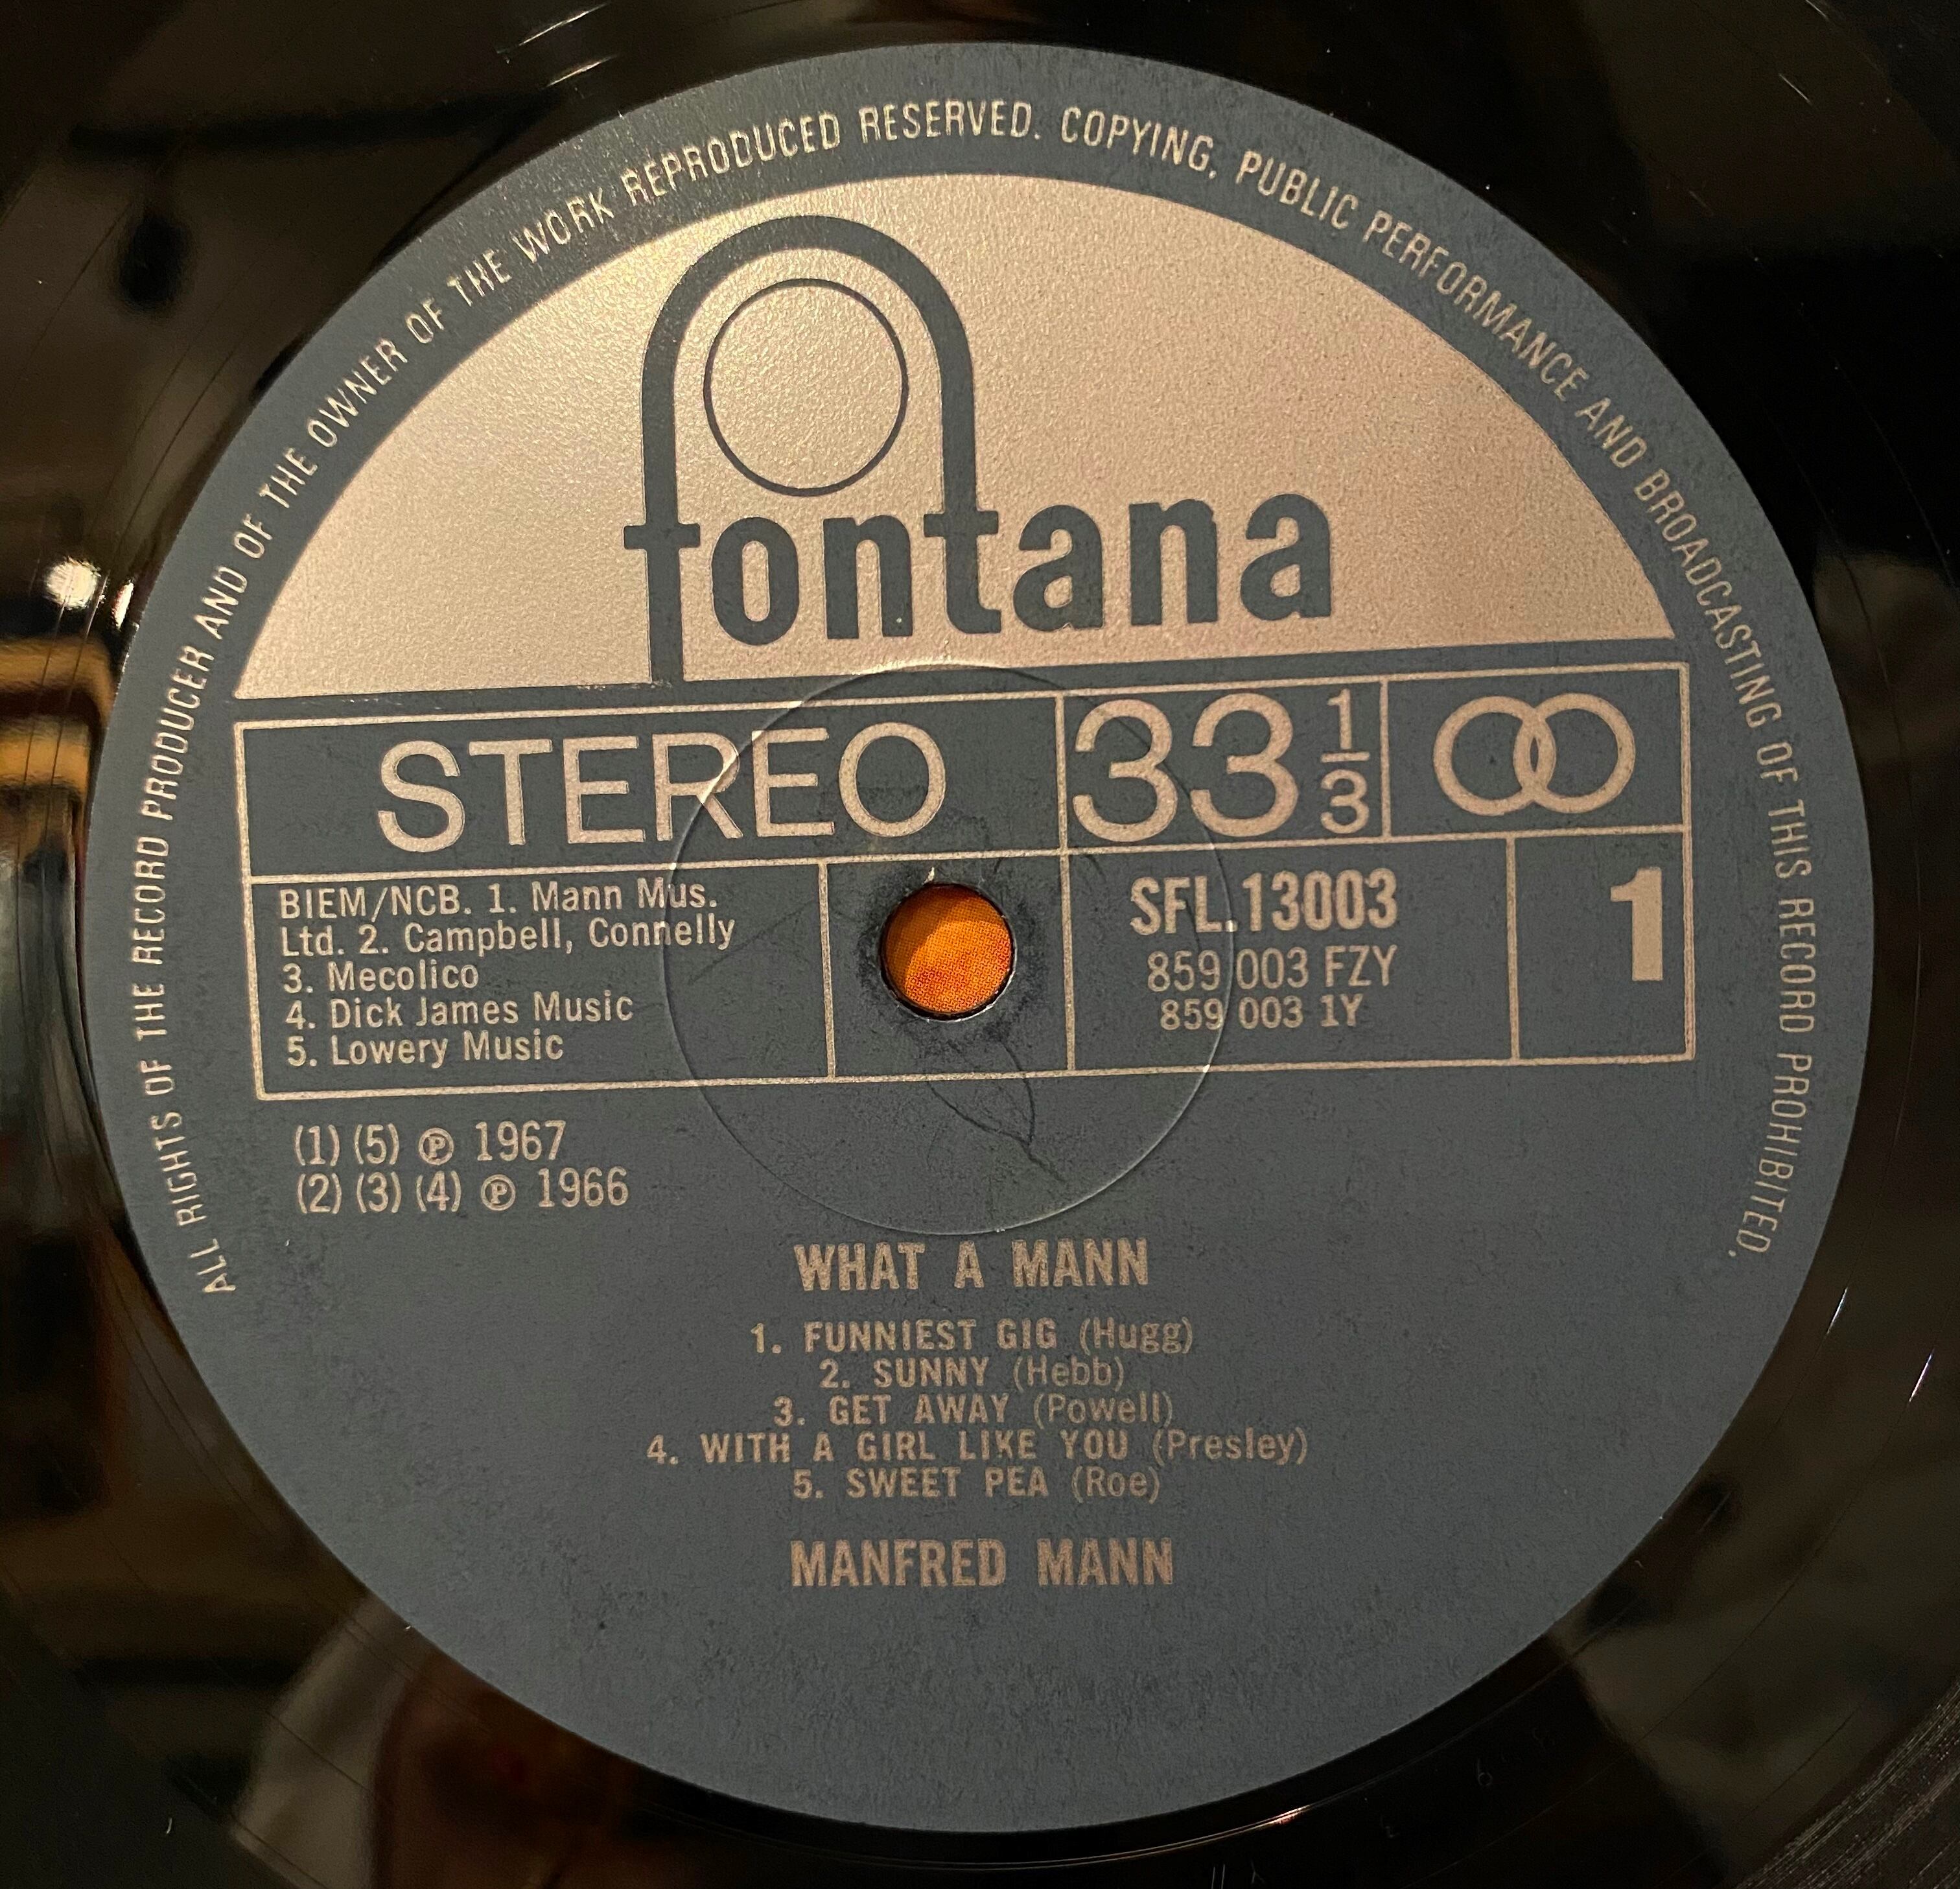 ALL RIGHTS OF THE RECORD PRODUCER AND OF THE OWNER OF THE WORK REPRODUCED RESERVED. COPYING, PUBLIC PERFORMANCE AND BROADCASTING OF THIS RECORD PROHIBITED.
fontana
STEREO
33 1/3
BIEM/NCB. 1. Mann Mus.
Ltd. 2. Campbell, Connelly
3. Mecolico
4. Dick James Music
5. Lowery Music
SFL.13003
859 003 FZY
859 003 1Y
1
(1) (5) ℗ 1967
(2) (3) (4) ℗ 1966
WHAT A MANN
1. FUNNIEST GIG (Hugg)
2. SUNNY (Hebb)
3. GET AWAY (Powell)
4. WITH A GIRL LIKE YOU (Presley)
5. SWEET PEA (Roe)
MANFRED MANN